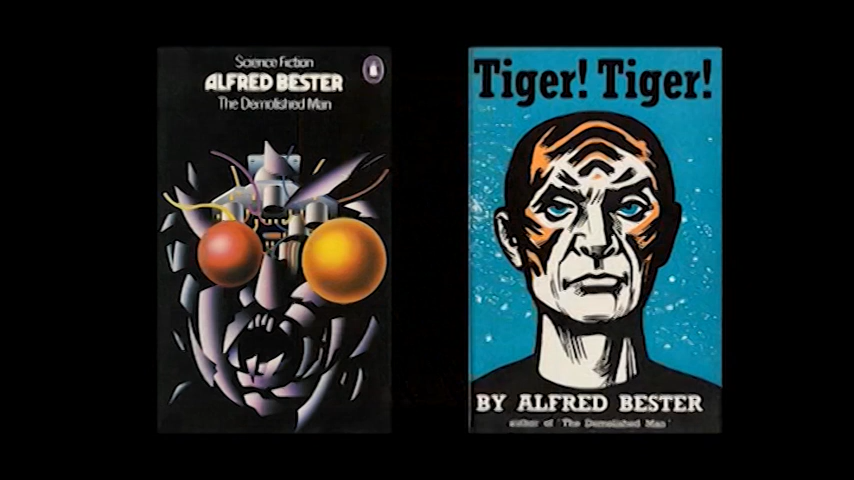 Science Fiction
ALFRED BESTER
The Demolished Man
Tiger! Tiger!
BY ALFRED BESTER
author of 'The Demolished Man'